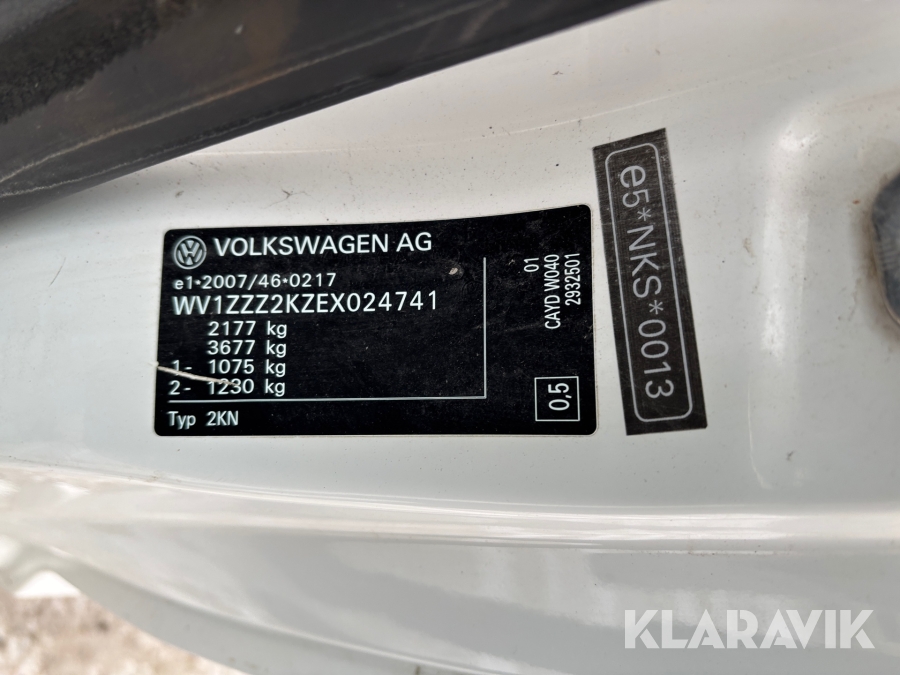 VOLKSWAGEN AG
e1*2007/46*0217
WV1ZZZ2KZEX024741
2177 kg
3677 kg
1- 1075 kg
2- 1230 kg
Typ 2KN
01
CAYD W040
2932501
0,5
e5*NKS*0013
KLARAVIK